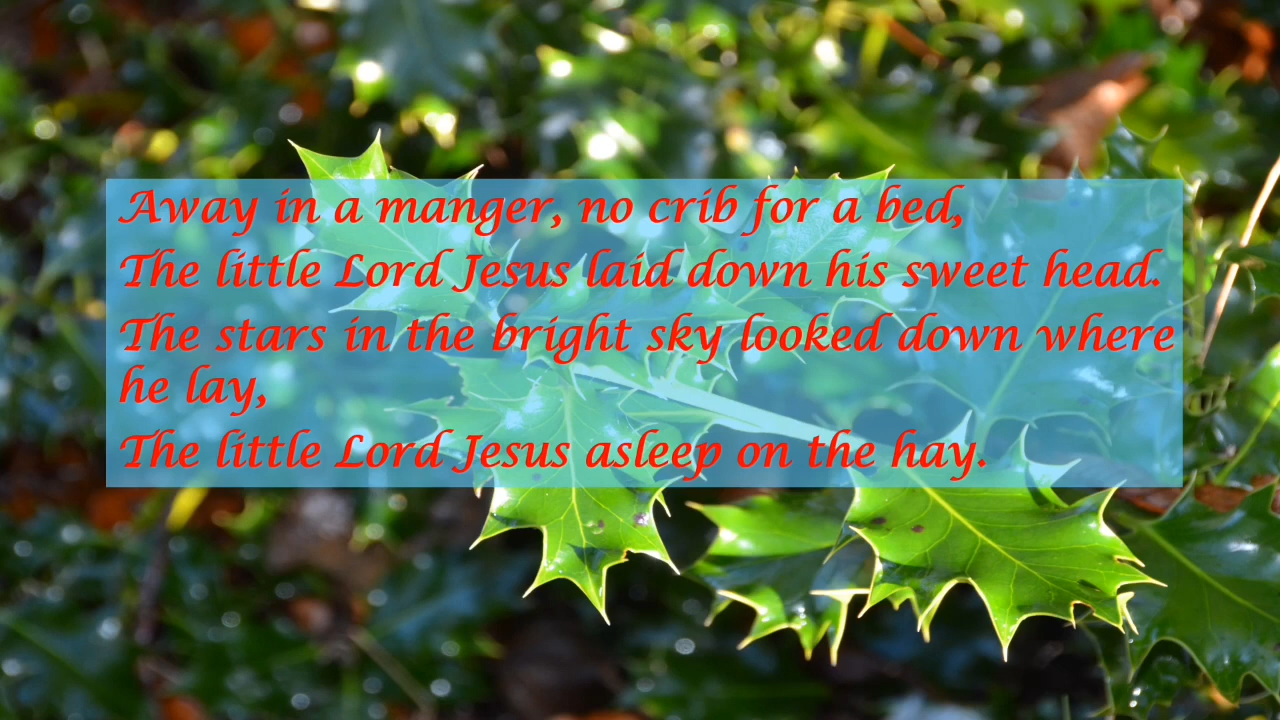 Away in a manger, no crib for a bed,
The little Lord Jesus laid down his sweet head.
The stars in the bright sky looked down where
he lay,
The little Lord Jesus asleep on the hay.